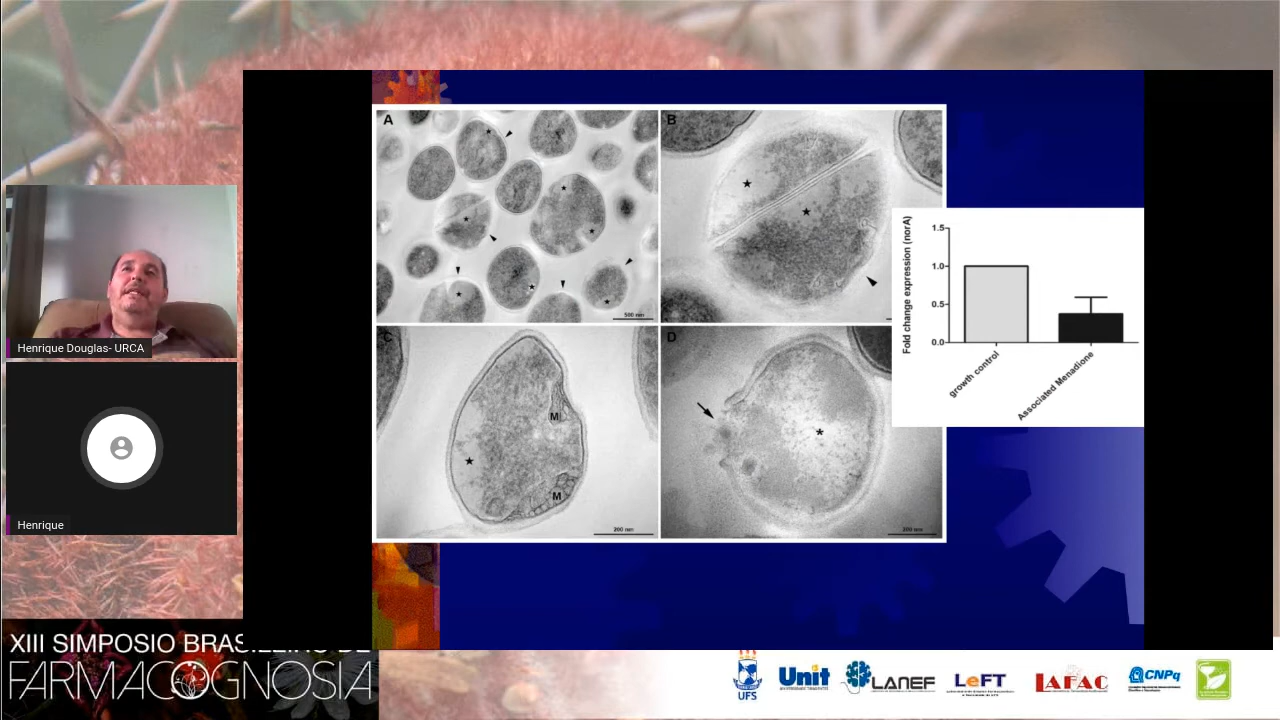 A
B
500 nm
C
M
M
200 nm
D
200 nm
Fold change expression (norA)
1.5
1.0
0.5
0.0
growth control
Associated Menadione
Henrique Douglas- URCA
Henrique
XIII SIMPOSIO BRASILEIRO DE
FARMACOGNOSIA
UFS
Unit
LANEF
LeFT
LAFAC
CNPq